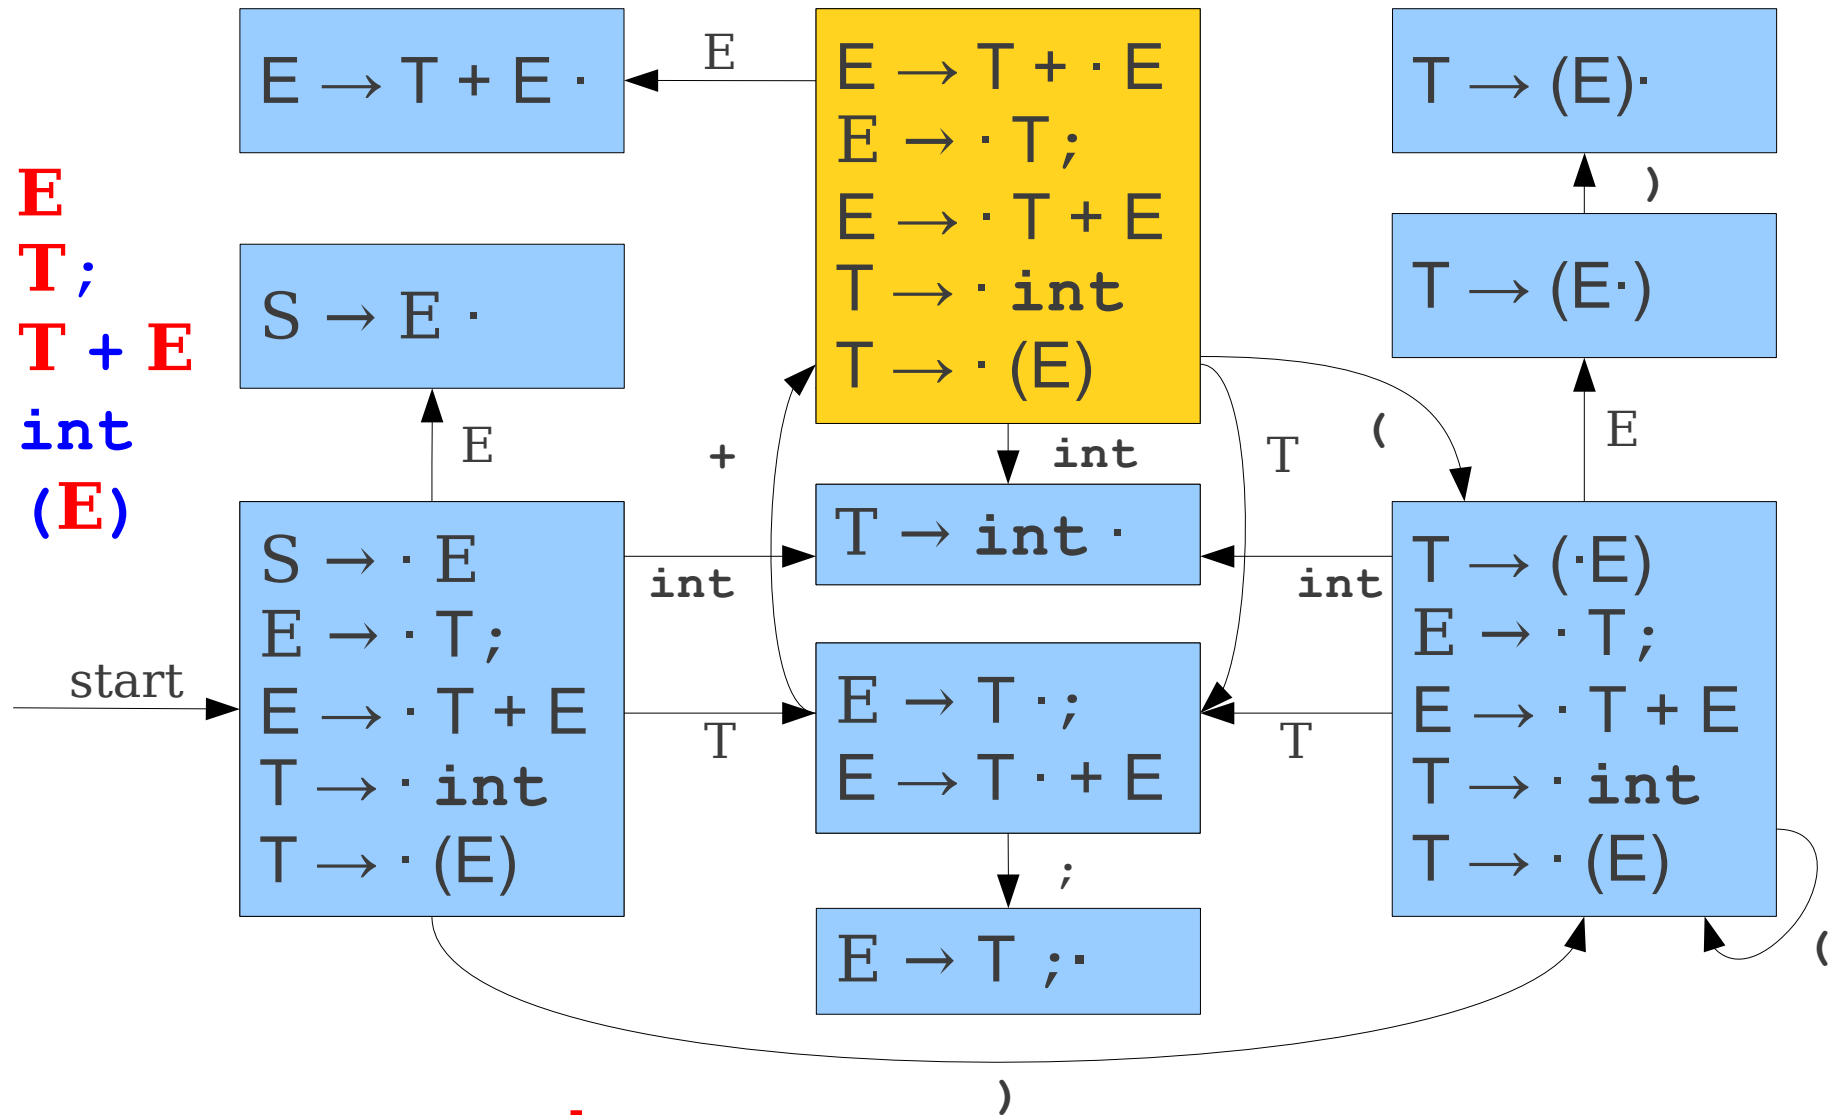 E
T ;
T + E
int
(E)
E → T + E ·
E
E → T + · E
E → · T ;
E → · T + E
T → · int
T → · (E)
T → (E)·
)
T → (E·)
E
S → E ·
E
+
int
T
(
T → int ·
int
int
start
S → · E
E → · T ;
E → · T + E
T → · int
T → · (E)
T
E → T · ;
E → T · + E
T
;
E → T ;·
T → (·E)
E → · T ;
E → · T + E
T → · int
T → · (E)
(
)